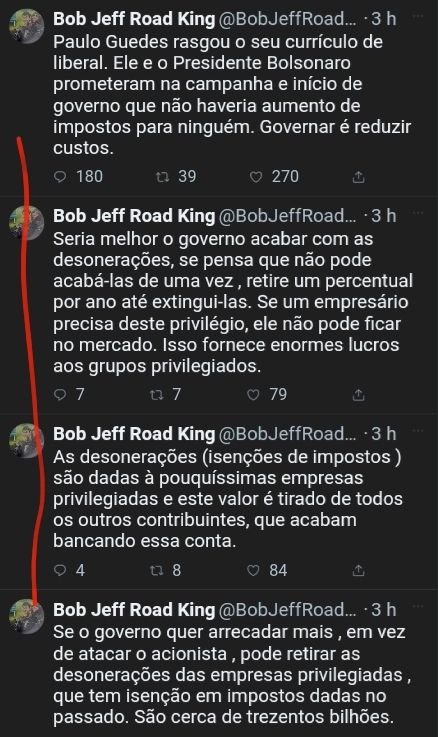 Bob Jeff Road King @BobJeffRoad... · 3 h
Paulo Guedes rasgou o seu currículo de
liberal. Ele e o Presidente Bolsonaro
prometeram na campanha e início de
governo que não haveria aumento de
impostos para ninguém. Governar é reduzir
custos.
180 39 270
Bob Jeff Road King @BobJeffRoad... · 3 h
Seria melhor o governo acabar com as
desonerações, se pensa que não pode
acabá-las de uma vez , retire um percentual
por ano até extingui-las. Se um empresário
precisa deste privilégio, ele não pode ficar
no mercado. Isso fornece enormes lucros
aos grupos privilegiados.
7 7 79
Bob Jeff Road King @BobJeffRoad... · 3 h
As desonerações (isenções de impostos )
são dadas à pouquíssimas empresas
privilegiadas e este valor é tirado de todos
os outros contribuintes, que acabam
bancando essa conta.
4 8 84
Bob Jeff Road King @BobJeffRoad... · 3 h
Se o governo quer arrecadar mais , em vez
de atacar o acionista , pode retirar as
desonerações das empresas privilegiadas ,
que tem isenção em impostos dadas no
passado. São cerca de trezentos bilhões.